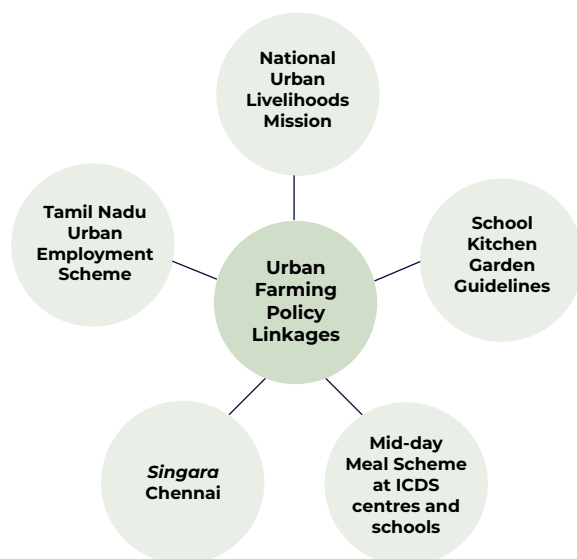 National
Urban
Livelihoods
Mission
Tamil Nadu
Urban
Employment
Scheme
School
Kitchen
Garden
Guidelines
Urban
Farming
Policy
Linkages
Singara
Chennai
Mid-day
Meal Scheme
at ICDS
centres and
schools